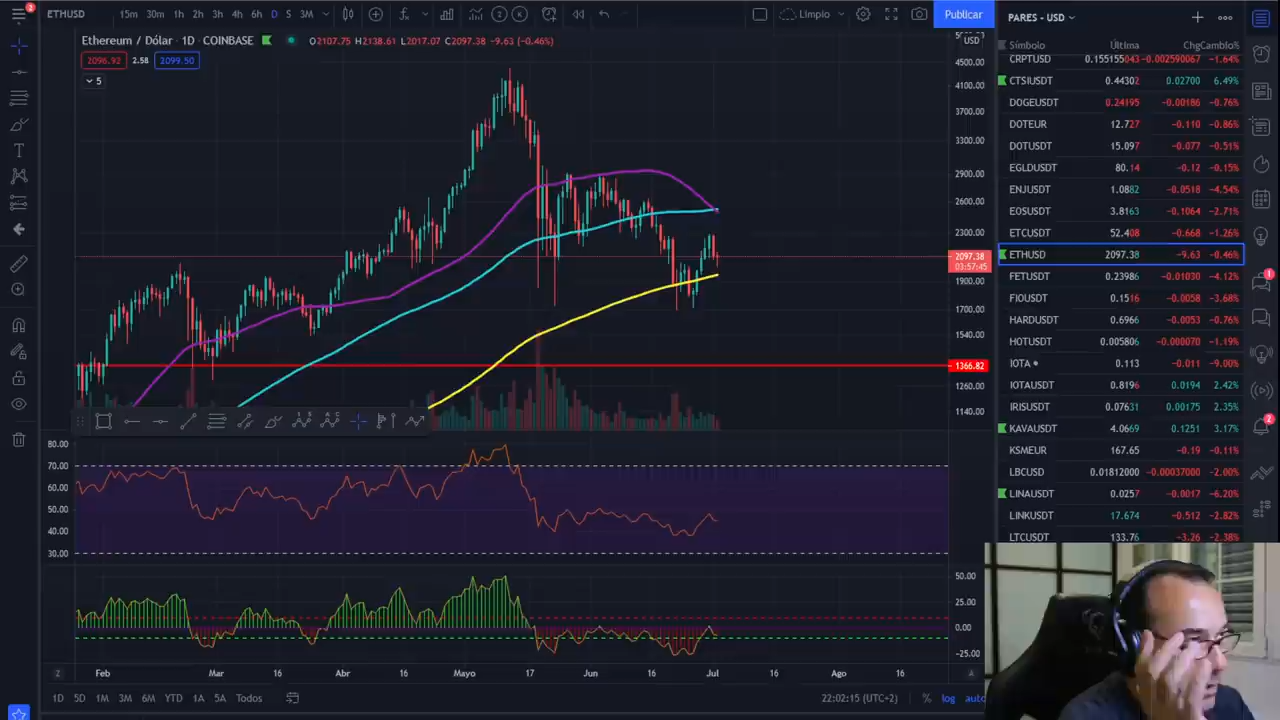 2
ETHUSD
15m 30m 1h 2h 3h 4h 6h D S 3M
Limpio
Publicar
Ethereum / Dólar · 1D · COINBASE O2107.75 H2138.61 L2017.07 C2097.38 −9.63 (−0.46%)
2096.92 2.58 2099.50
5
USD
4500.00
4100.00
3700.00
3300.00
2900.00
2600.00
2300.00
2097.38
03:57:45
1900.00
1700.00
1540.00
1366.82
1260.00
1140.00
80.00
70.00
60.00
50.00
40.00
30.00
50.00
25.00
0.00
−25.00
Z Feb Mar 16 Abr 16 Mayo 17 Jun 16 Jul 16 Ago 16 A
1D 5D 1M 3M 6M YTD 1A 5A Todos
22:02:15 (UTC+2) % log auto
PARES - USD
Símbolo Última Chg Cambio%
CRPTUSD 0.155155043 −0.002590067 −1.64%
CTSIUSDT 0.44302 0.02700 6.49%
DOGEUSDT 0.24195 −0.00186 −0.76%
DOTEUR 12.727 −0.110 −0.86%
DOTUSDT 15.097 −0.077 −0.51%
EGLDUSDT 80.14 −0.12 −0.15%
ENJUSDT 1.0882 −0.0518 −4.54%
EOSUSDT 3.8163 −0.1064 −2.71%
ETCUSDT 52.408 −0.668 −1.26%
ETHUSD 2097.38 −9.63 −0.46%
FETUSDT 0.23986 −0.01030 −4.12%
FIOUSDT 0.1516 −0.0058 −3.68%
HARDUSDT 0.6966 −0.0053 −0.76%
HOTUSDT 0.005806 −0.000070 −1.19%
IOTA 0.113 −0.011 −9.00%
IOTAUSDT 0.8196 0.0194 2.42%
IRISUSDT 0.07631 0.00175 2.35%
KAVAUSDT 4.0669 0.1251 3.17%
KSMEUR 167.65 −0.19 −0.11%
LBCUSD 0.01812000 −0.00037000 −2.00%
LINAUSDT 0.0257 −0.0017 −6.20%
LINKUSDT 17.674 −0.512 −2.82%
LTCUSDT 133.76 −3.26 −2.38%
1
2